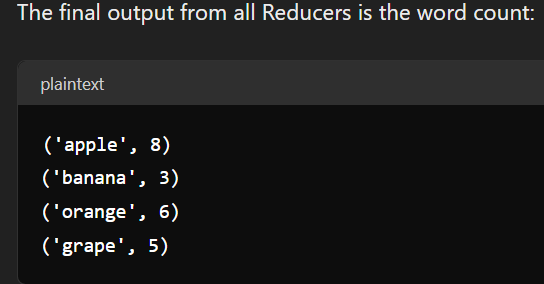 The final output from all Reducers is the word count:
plaintext
('apple', 8)
('banana', 3)
('orange', 6)
('grape', 5)